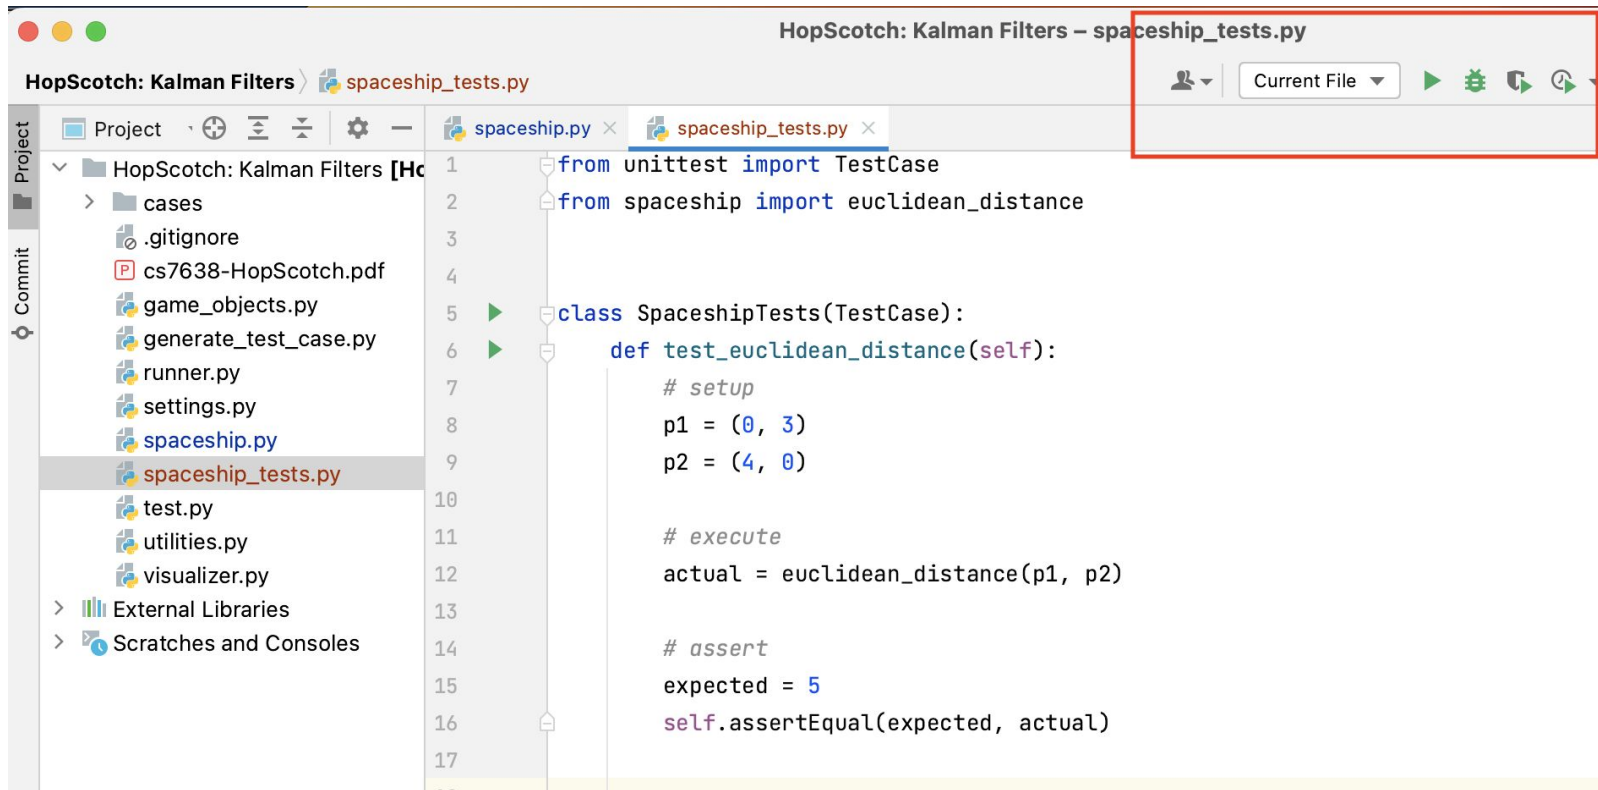 HopScotch: Kalman Filters – spaceship_tests.py
HopScotch: Kalman Filters spaceship_tests.py
Current File
Project
Commit
Project
HopScotch: Kalman Filters [Ho
cases
.gitignore
cs7638-HopScotch.pdf
game_objects.py
generate_test_case.py
runner.py
settings.py
spaceship.py
spaceship_tests.py
test.py
utilities.py
visualizer.py
External Libraries
Scratches and Consoles
spaceship.py spaceship_tests.py
1 from unittest import TestCase
2 from spaceship import euclidean_distance
3
4
5 class SpaceshipTests(TestCase):
6 def test_euclidean_distance(self):
7 # setup
8 p1 = (0, 3)
9 p2 = (4, 0)
10
11 # execute
12 actual = euclidean_distance(p1, p2)
13
14 # assert
15 expected = 5
16 self.assertEqual(expected, actual)
17